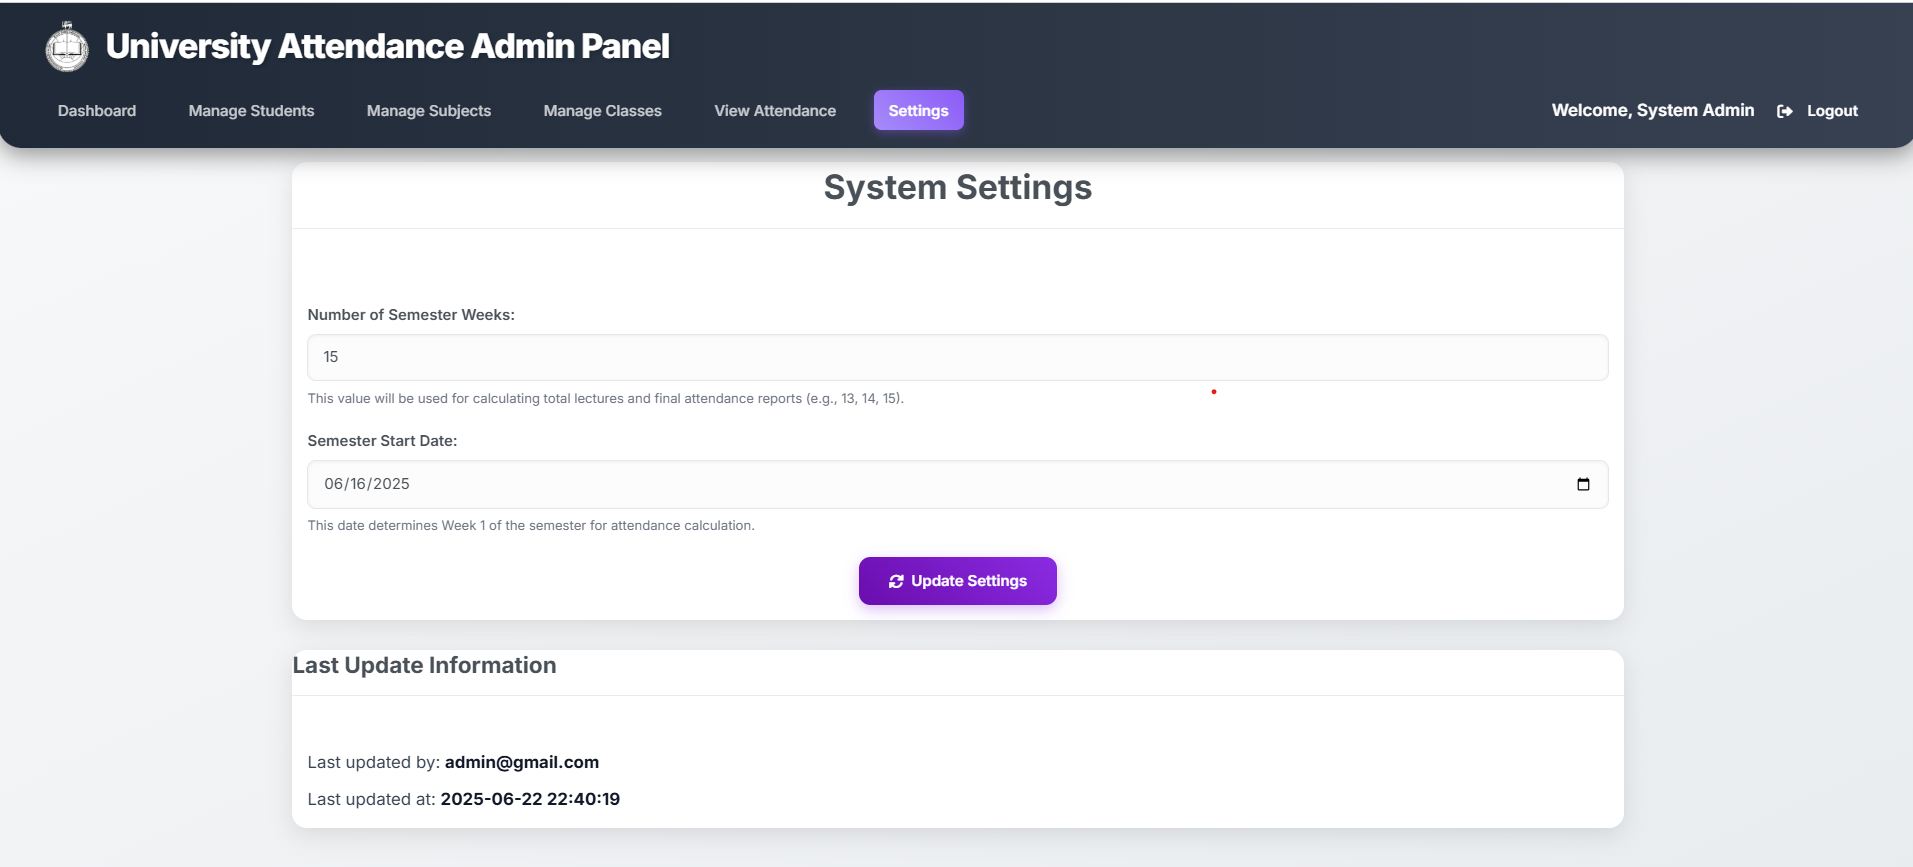 University Attendance Admin Panel
Dashboard Manage Students Manage Subjects Manage Classes View Attendance Settings Welcome, System Admin Logout
System Settings
Number of Semester Weeks:
15
This value will be used for calculating total lectures and final attendance reports (e.g., 13, 14, 15).
Semester Start Date:
06/16/2025
This date determines Week 1 of the semester for attendance calculation.
Update Settings
Last Update Information
Last updated by: admin@gmail.com
Last updated at: 2025-06-22 22:40:19